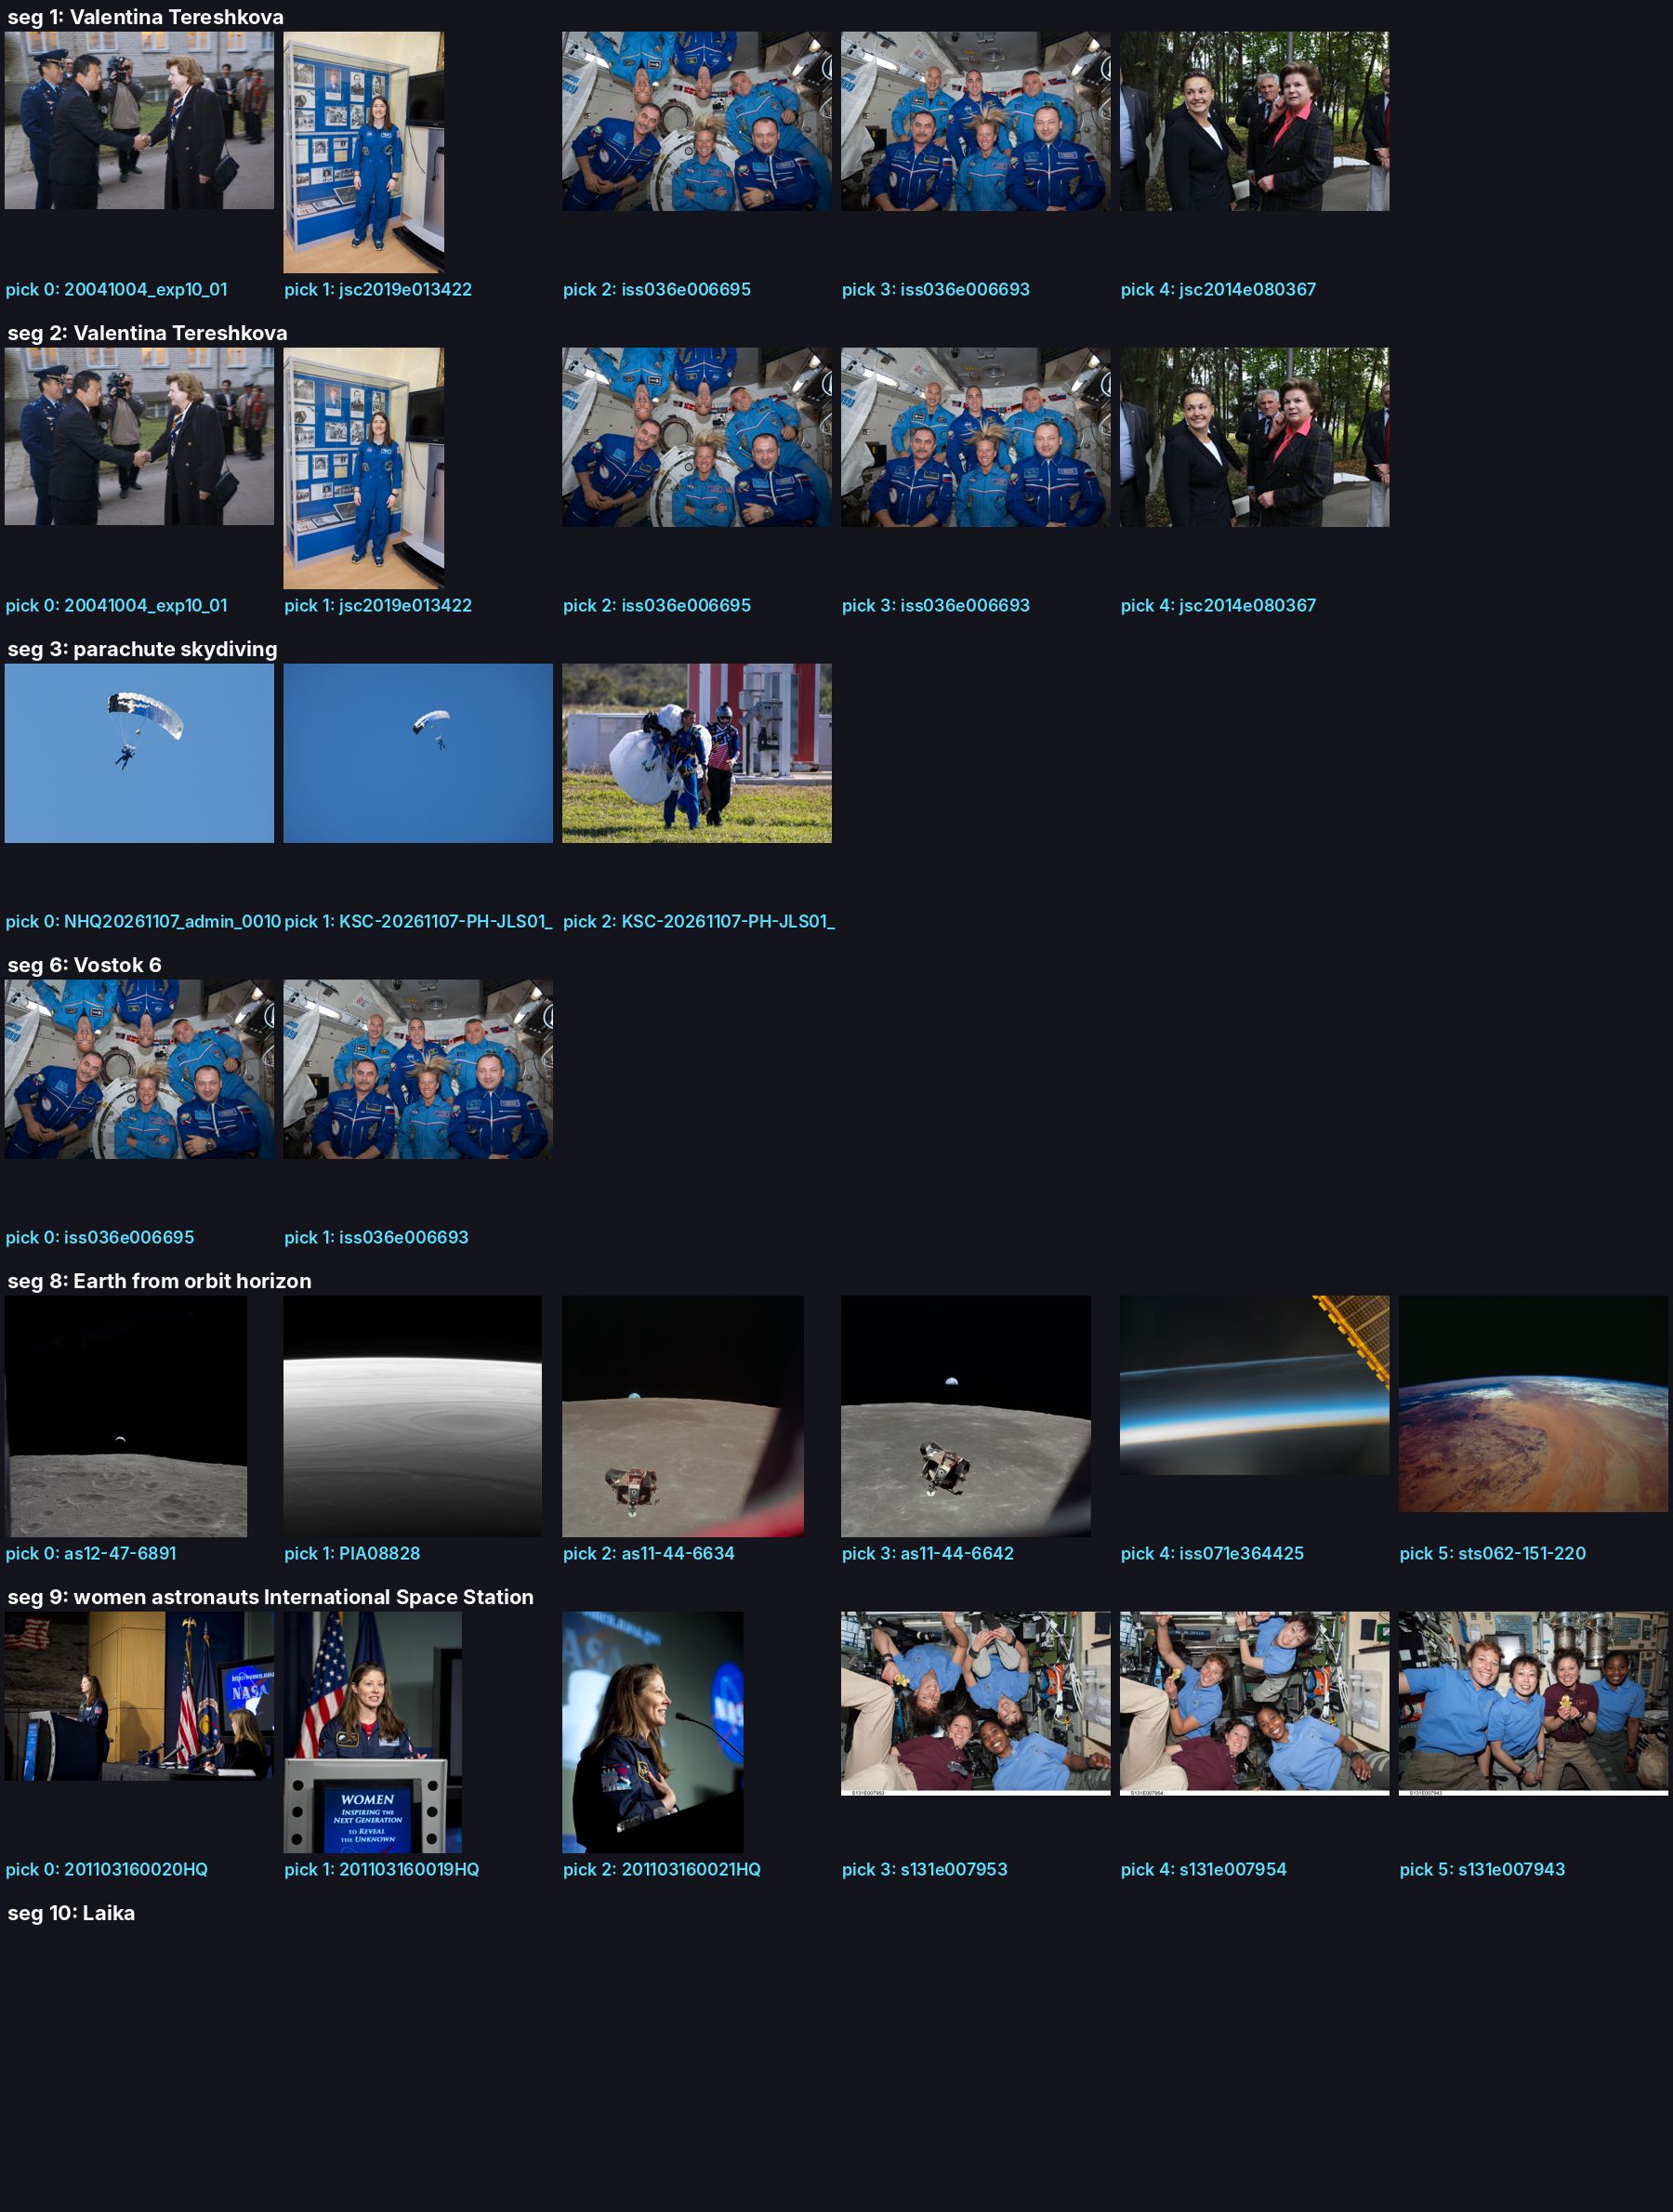 seg 1: Valentina Tereshkova
pick 0: 20041004_exp10_01
pick 1: jsc2019e013422
pick 2: iss036e006695
pick 3: iss036e006693
pick 4: jsc2014e080367
seg 2: Valentina Tereshkova
pick 0: 20041004_exp10_01
pick 1: jsc2019e013422
pick 2: iss036e006695
pick 3: iss036e006693
pick 4: jsc2014e080367
seg 3: parachute skydiving
pick 0: NHQ20261107_admin_0010
pick 1: KSC-20261107-PH-JLS01_
pick 2: KSC-20261107-PH-JLS01_
seg 6: Vostok 6
pick 0: iss036e006695
pick 1: iss036e006693
seg 8: Earth from orbit horizon
pick 0: as12-47-6891
pick 1: PIA08828
pick 2: as11-44-6634
pick 3: as11-44-6642
pick 4: iss071e364425
pick 5: sts062-151-220
seg 9: women astronauts International Space Station
NASA
WOMEN
INSPIRING THE
NEXT GENERATION
TO REVEAL
THE UNKNOWN
NASA
S131E007953
S131E007954
S131E007943
pick 0: 201103160020HQ
pick 1: 201103160019HQ
pick 2: 201103160021HQ
pick 3: s131e007953
pick 4: s131e007954
pick 5: s131e007943
seg 10: Laika